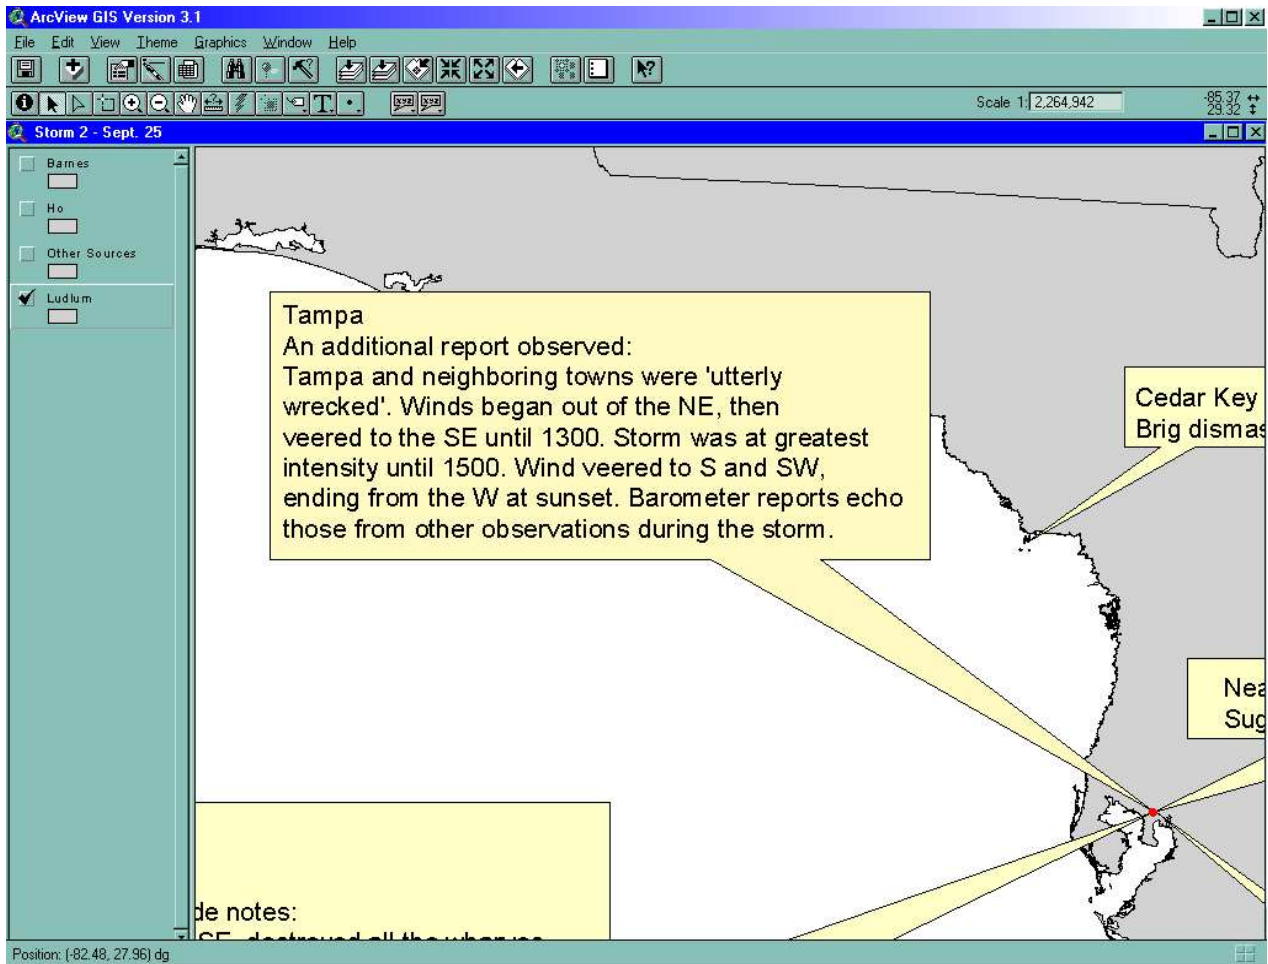 ArcView GIS Version 3.1
File Edit View Theme Graphics Window Help
Scale 1: 2,264,942
-85.37
29.32
Storm 2 - Sept. 25
Barnes
Ho
Other Sources
Ludlum
Tampa
An additional report observed:
Tampa and neighboring towns were 'utterly
wrecked'. Winds began out of the NE, then
veered to the SE until 1300. Storm was at greatest
intensity until 1500. Wind veered to S and SW,
ending from the W at sunset. Barometer reports echo
those from other observations during the storm.
Cedar Key
Brig dismas
Nea
Sug
de notes:
SE, destroyed all the wharves
Position: (-82.48, 27.96) dg